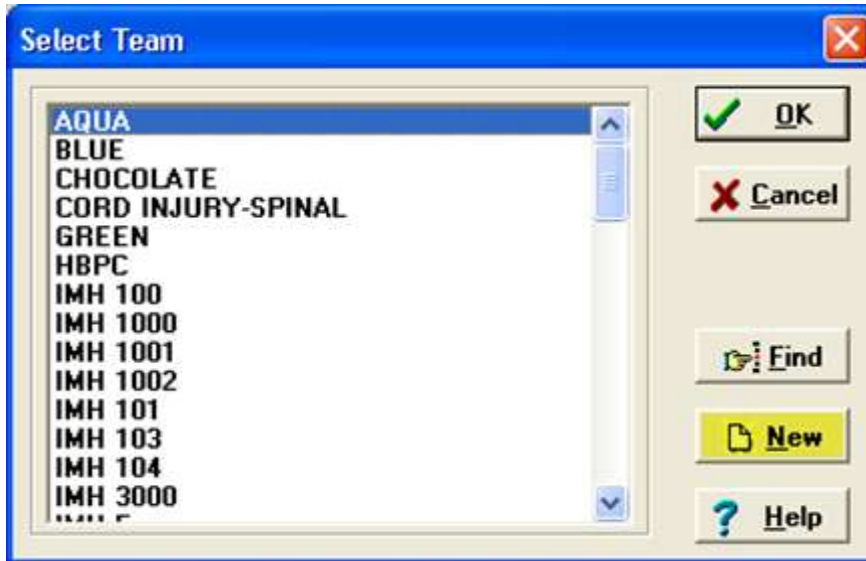 Select Team
AQUA
BLUE
CHOCOLATE
CORD INJURY-SPINAL
GREEN
HBPC
IMH 100
IMH 1000
IMH 1001
IMH 1002
IMH 101
IMH 103
IMH 104
IMH 3000
OK
Cancel
Find
New
Help